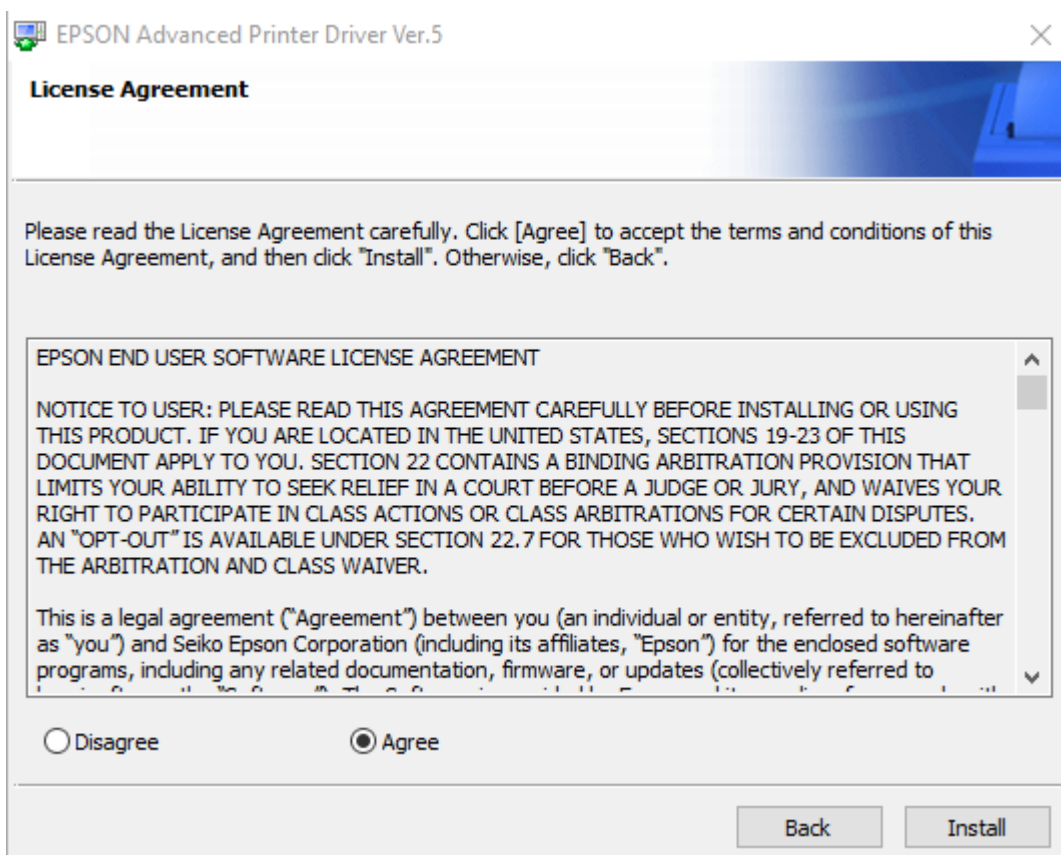 EPSON Advanced Printer Driver Ver.5
License Agreement
Please read the License Agreement carefully. Click [Agree] to accept the terms and conditions of this
License Agreement, and then click "Install". Otherwise, click "Back".
EPSON END USER SOFTWARE LICENSE AGREEMENT
NOTICE TO USER: PLEASE READ THIS AGREEMENT CAREFULLY BEFORE INSTALLING OR USING
THIS PRODUCT. IF YOU ARE LOCATED IN THE UNITED STATES, SECTIONS 19-23 OF THIS
DOCUMENT APPLY TO YOU. SECTION 22 CONTAINS A BINDING ARBITRATION PROVISION THAT
LIMITS YOUR ABILITY TO SEEK RELIEF IN A COURT BEFORE A JUDGE OR JURY, AND WAIVES YOUR
RIGHT TO PARTICIPATE IN CLASS ACTIONS OR CLASS ARBITRATIONS FOR CERTAIN DISPUTES.
AN “OPT-OUT” IS AVAILABLE UNDER SECTION 22.7 FOR THOSE WHO WISH TO BE EXCLUDED FROM
THE ARBITRATION AND CLASS WAIVER.
This is a legal agreement (“Agreement”) between you (an individual or entity, referred to hereinafter
as “you”) and Seiko Epson Corporation (including its affiliates, “Epson”) for the enclosed software
programs, including any related documentation, firmware, or updates (collectively referred to
Disagree Agree
Back Install